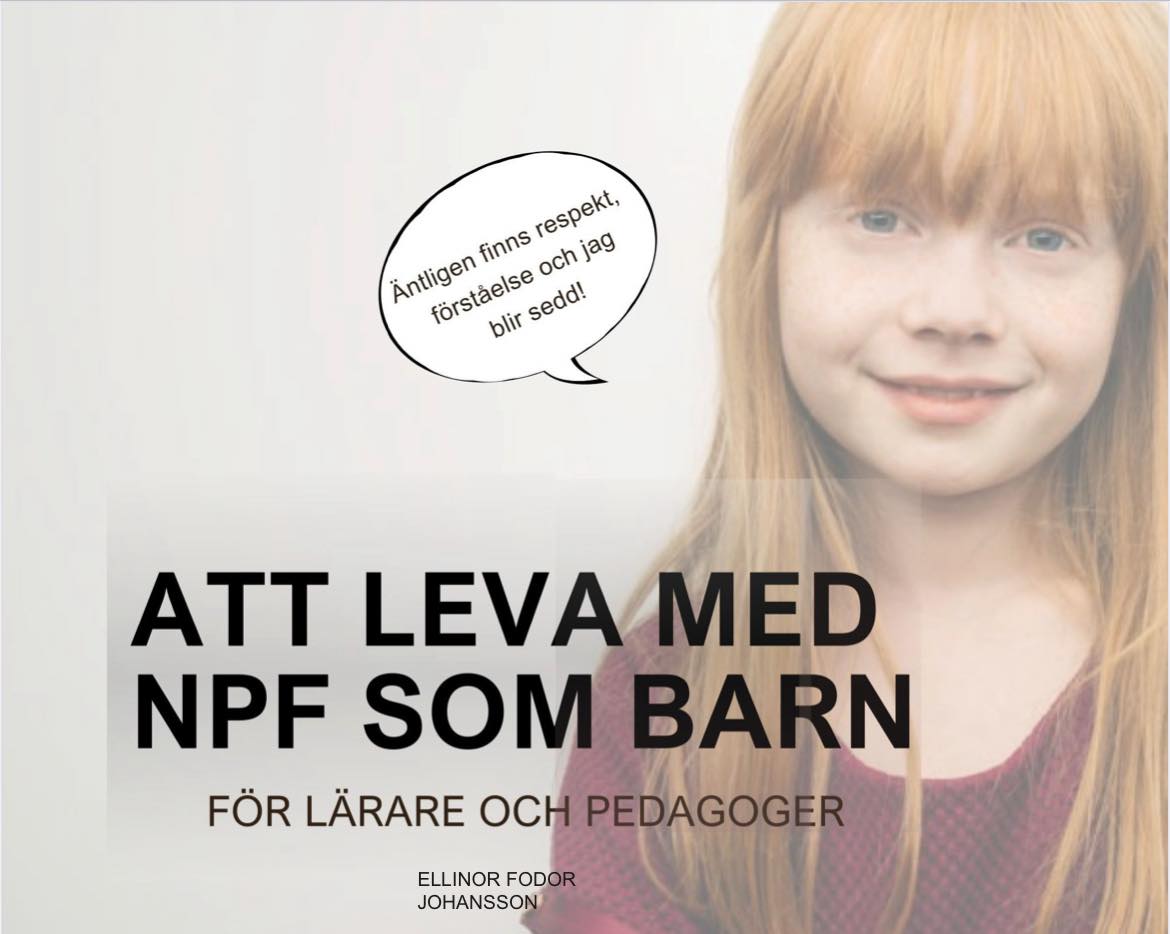 Äntligen finns respekt,
förståelse och jag
blir sedd!
ATT LEVA MED
NPF SOM BARN
FÖR LÄRARE OCH PEDAGOGER
ELLINOR FODOR
JOHANSSON